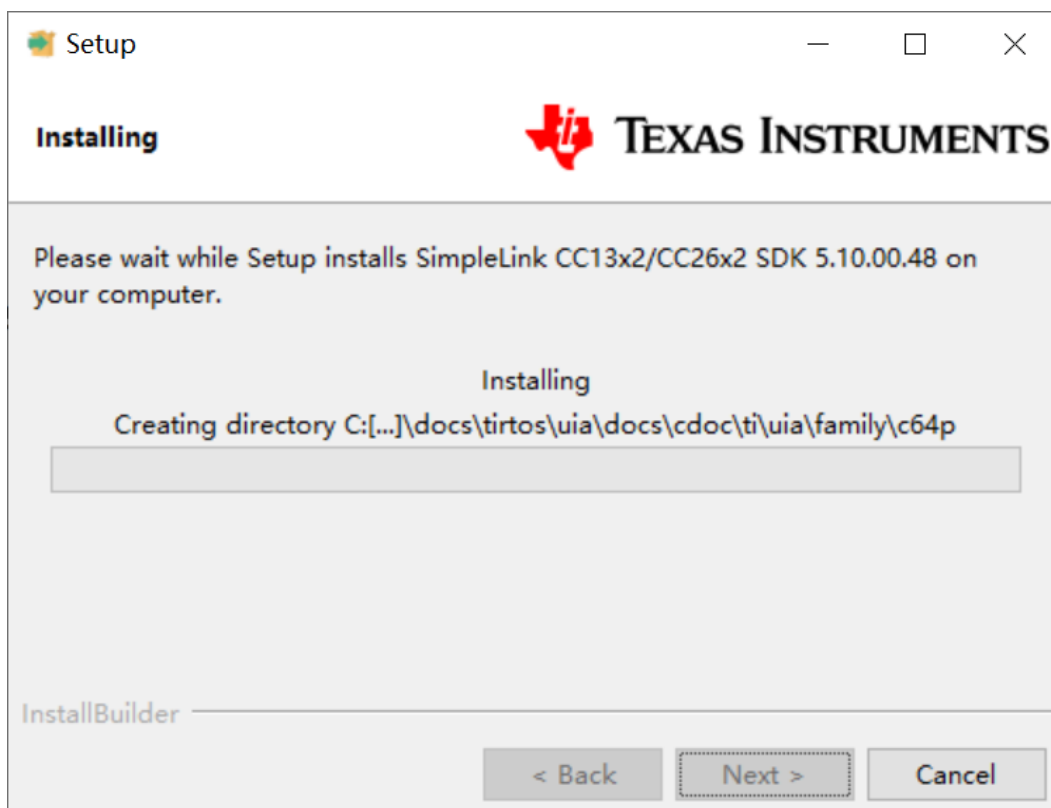 Setup
Installing
TEXAS INSTRUMENTS
Please wait while Setup installs SimpleLink CC13x2/CC26x2 SDK 5.10.00.48 on
your computer.
Installing
Creating directory C:[...]\docs\tirtos\uia\docs\cdoc\ti\uia\family\c64p
InstallBuilder
< Back
Next >
Cancel